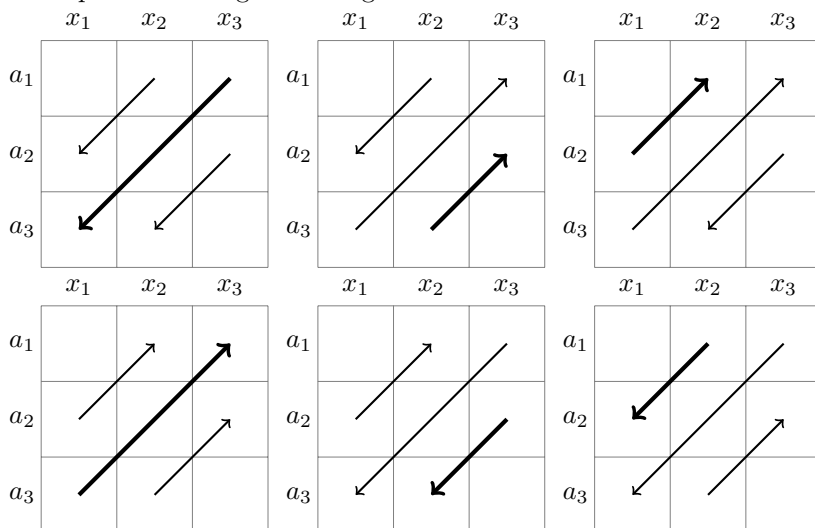 x₁ x₂ x₃ x₁ x₂ x₃ x₁ x₂ x₃
a₁ a₁ a₁
a₂ a₂ a₂
a₃ a₃ a₃
x₁ x₂ x₃ x₁ x₂ x₃ x₁ x₂ x₃
a₁ a₁ a₁
a₂ a₂ a₂
a₃ a₃ a₃